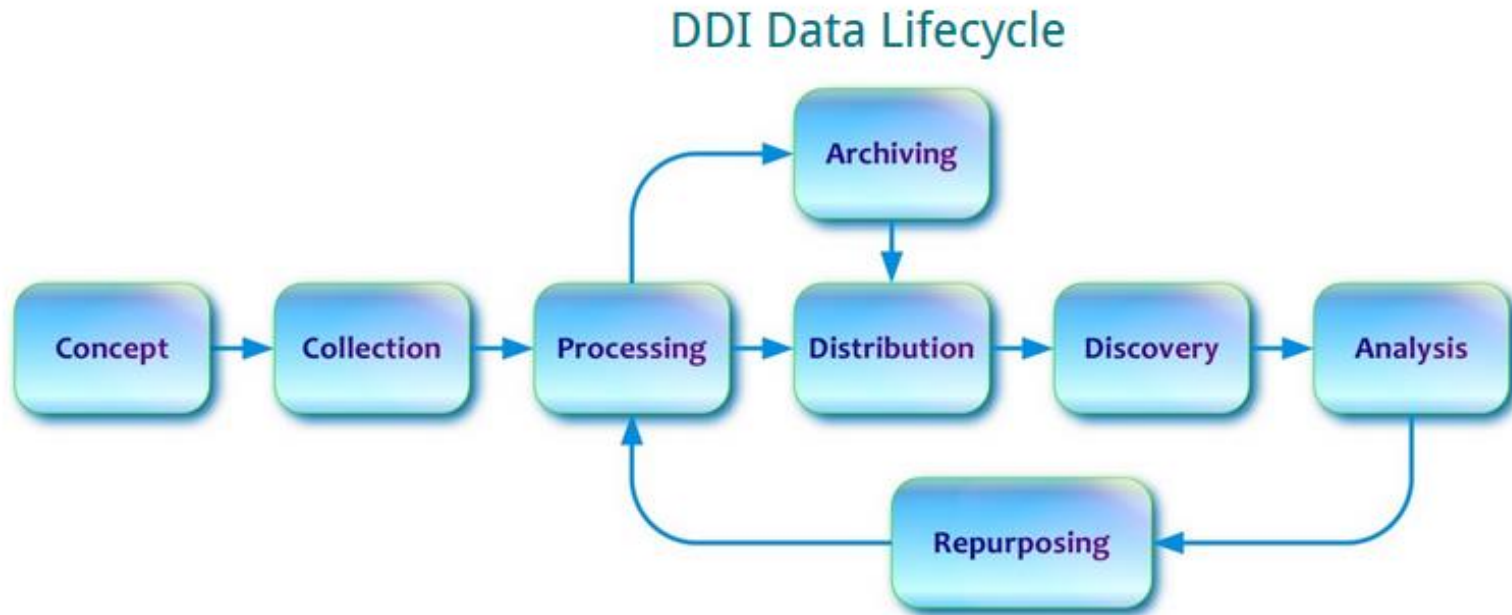 DDI Data Lifecycle
Archiving
Concept
Collection
Processing
Distribution
Discovery
Analysis
Repurposing